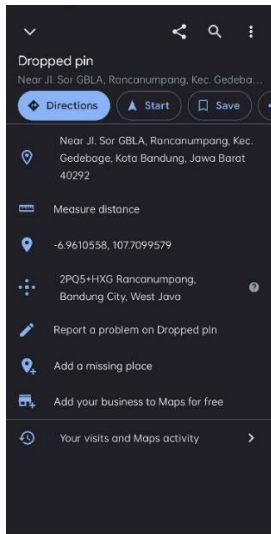 Dropped pin
Near Jl. Sor GBLA, Rancanumpang, Kec. Gedeba...
Directions
Start
Save
Near Jl. Sor GBLA, Rancanumpang, Kec.
Gedebage, Kota Bandung, Jawa Barat
40292
Measure distance
-6.9610558, 107.7099579
2PQ5+HXG Rancanumpang,
Bandung City, West Java
Report a problem on Dropped pin
Add a missing place
Add your business to Maps for free
Your visits and Maps activity